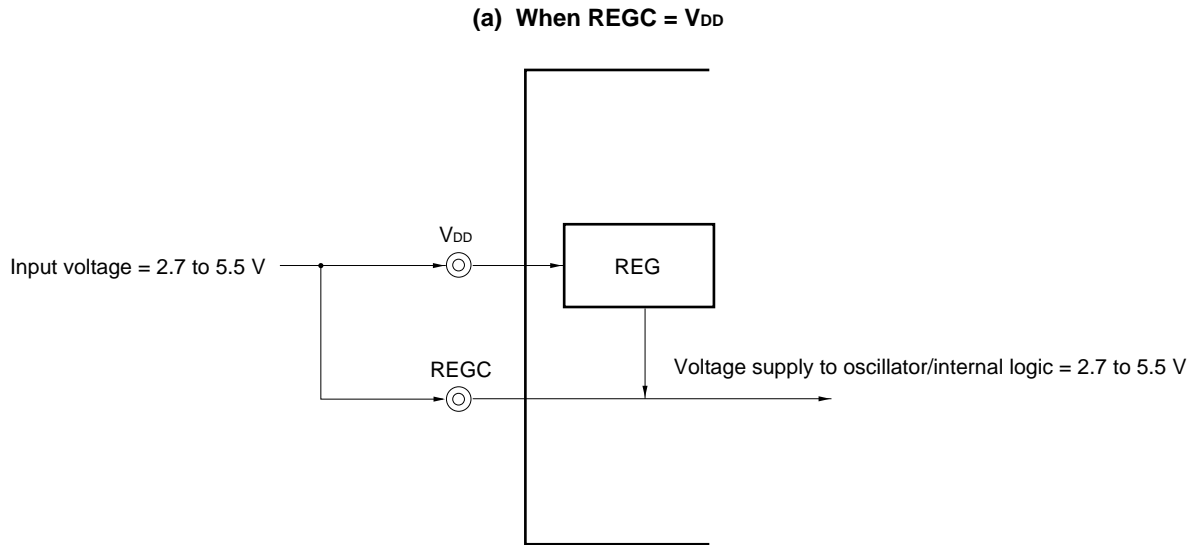 (a) When REGC = VDD
VDD
Input voltage = 2.7 to 5.5 V
REG
REGC
Voltage supply to oscillator/internal logic = 2.7 to 5.5 V